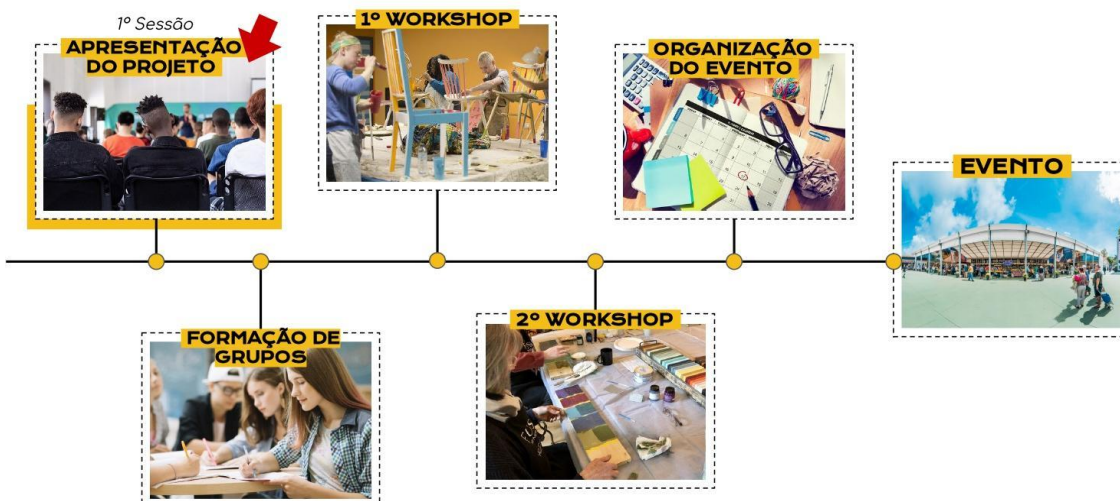 1º Sessão
APRESENTAÇÃO
DO PROJETO
FORMAÇÃO DE
GRUPOS
1º WORKSHOP
2º WORKSHOP
ORGANIZAÇÃO
DO EVENTO
EVENTO